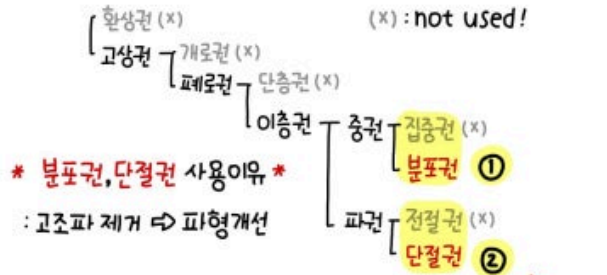 환상권 (x)
(x) : not used!
고상권
개로권 (x)
폐로권
단층권 (x)
이층권
중권
집중권 (x)
분포권 ①
* 분포권, 단절권 사용이유 *
: 고조파 제거 ⇨ 파형개선
파권
전절권 (x)
단절권 ②